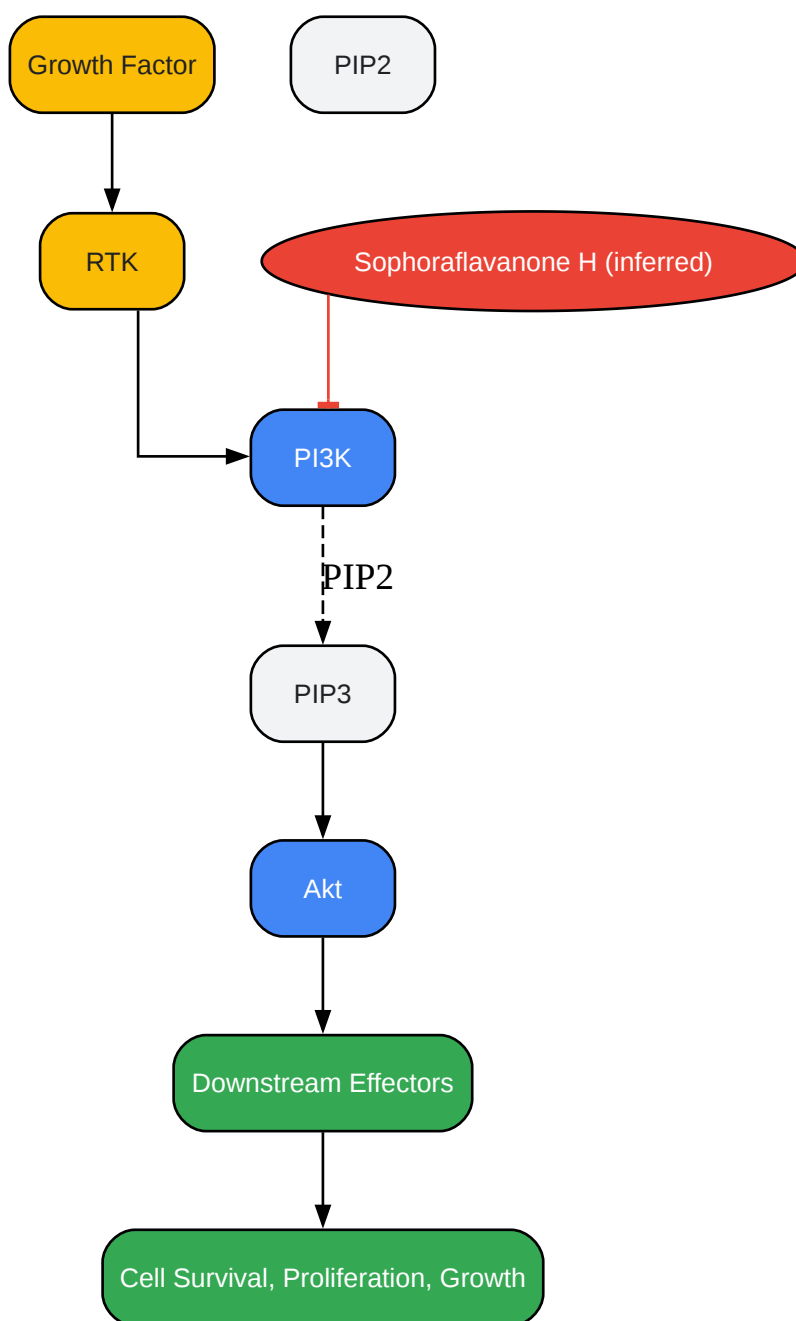 Growth Factor
PIP2
RTK
Sophoraflavanone H (inferred)
PI3K
PIP2
PIP3
Akt
Downstream Effectors
Cell Survival, Proliferation, Growth